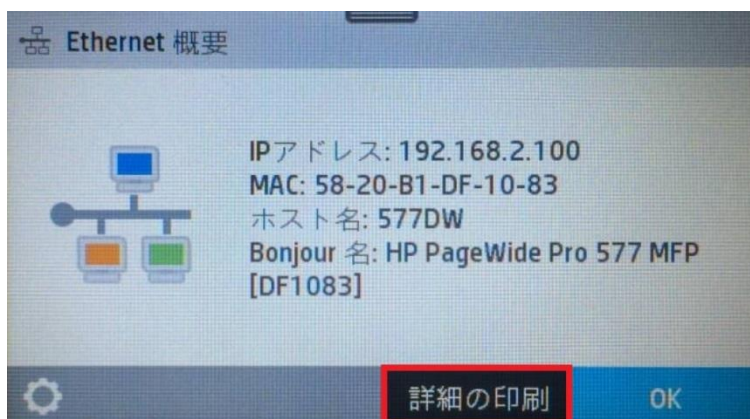 Ethernet 概要
IPアドレス: 192.168.2.100
MAC: 58-20-B1-DF-10-83
ホスト名: 577DW
Bonjour 名: HP PageWide Pro 577 MFP
[DF1083]
詳細の印刷
OK